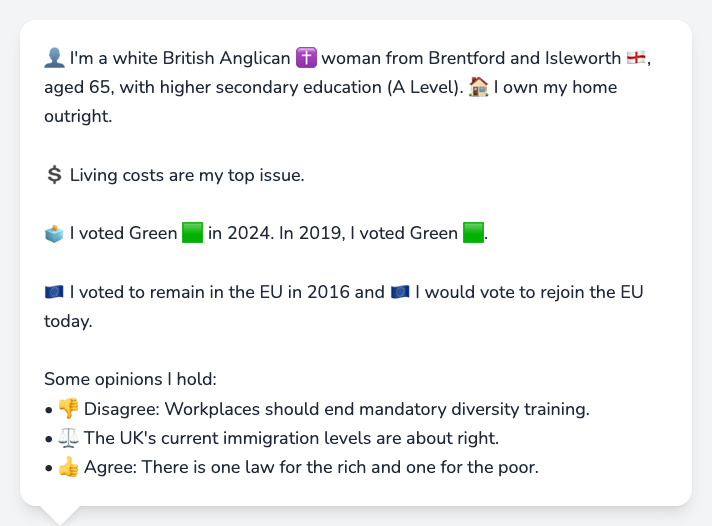 👤 I'm a white British Anglican ✝️ woman from Brentford and Isleworth 🏴󠁧󠁢󠁥󠁮󠁧󠁿,
aged 65, with higher secondary education (A Level). 🏠 I own my home
outright.
💲 Living costs are my top issue.
🗳️ I voted Green 🟩 in 2024. In 2019, I voted Green 🟩.
🇪🇺 I voted to remain in the EU in 2016 and 🇪🇺 I would vote to rejoin the EU
today.
Some opinions I hold:
• 👎 Disagree: Workplaces should end mandatory diversity training.
• ⚖️ The UK's current immigration levels are about right.
• 👍 Agree: There is one law for the rich and one for the poor.